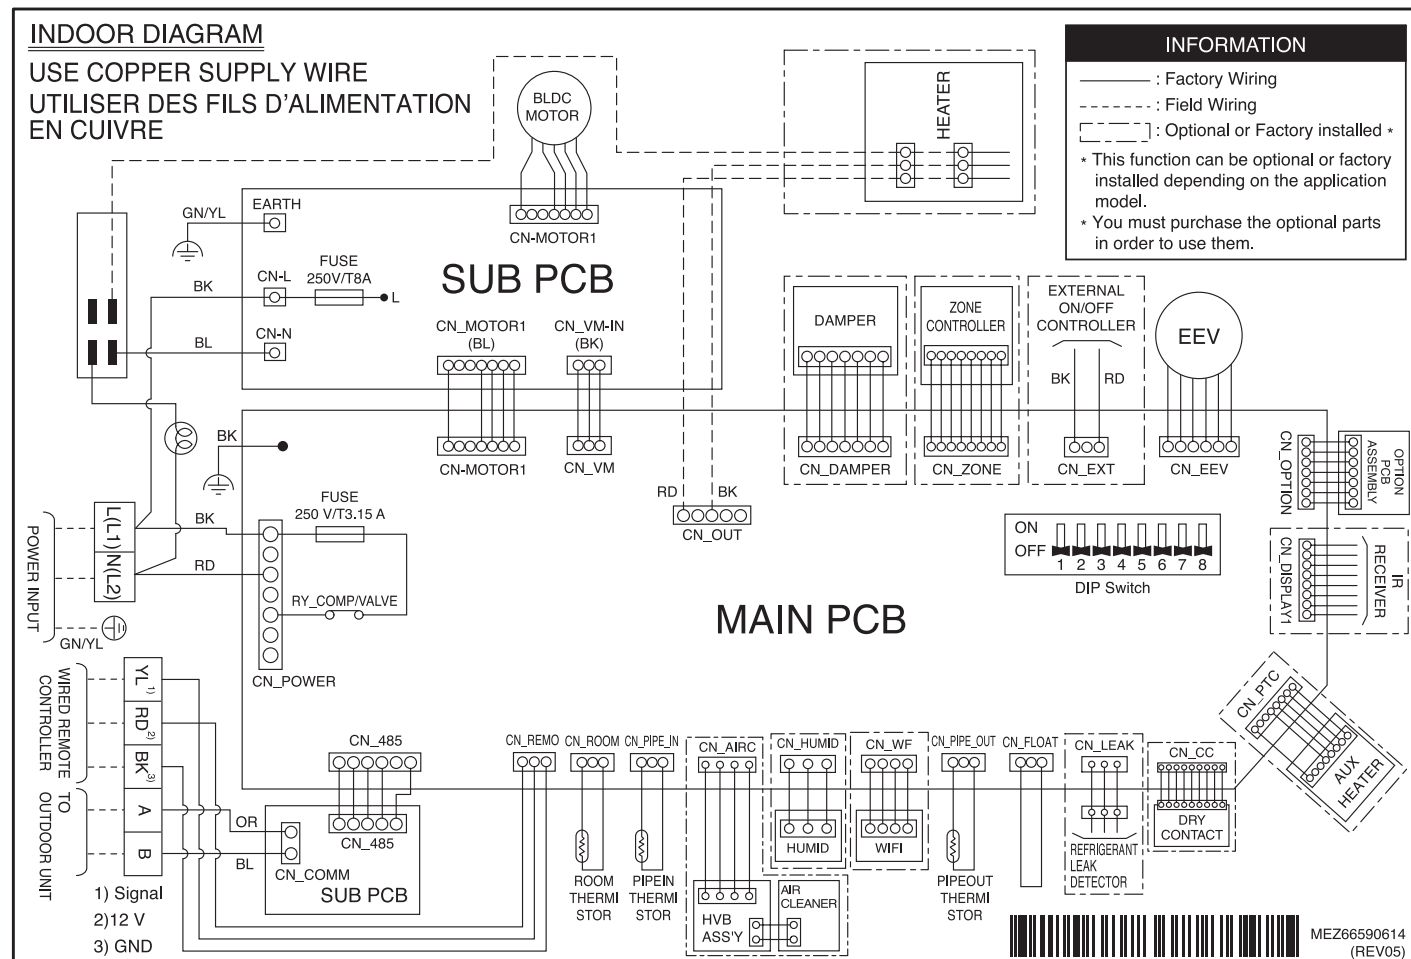 INDOOR DIAGRAM
USE COPPER SUPPLY WIRE
UTILISER DES FILS D'ALIMENTATION
EN CUIVRE
BLDC
MOTOR
HEATER
INFORMATION
: Factory Wiring
: Field Wiring
: Optional or Factory installed *
* This function can be optional or factory
installed depending on the application
model.
* You must purchase the optional parts
in order to use them.
GN/YL
EARTH
CN-MOTOR1
SUB PCB
BK
CN-L
FUSE
250V/T8A
L
BL
CN-N
CN_MOTOR1
(BL)
CN_VM-IN
(BK)
DAMPER
ZONE
CONTROLLER
EXTERNAL
ON/OFF
CONTROLLER
BK
RD
EEV
BK
CN-MOTOR1
CN_VM
CN_DAMPER
CN_ZONE
CN_EXT
CN_EEV
CN_OPTION
OPTION
PCB
ASSEMBLY
RD
BK
CN_OUT
ON
OFF
1 2 3 4 5 6 7 8
DIP Switch
CN_DISPLAY1
IR
RECEIVER
POWER INPUT
L(L1)
N(L2)
GN/YL
BK
RD
FUSE
250 V/T3.15 A
RY_COMP/VALVE
CN_POWER
MAIN PCB
WIRED REMOTE
CONTROLLER
TO
OUTDOOR UNIT
YL 1)
RD 2)
BK 3)
A
B
OR
BL
CN_485
CN_485
CN_COMM
SUB PCB
CN_REMO
CN_ROOM
CN_PIPE_IN
CN_AIRC
CN_HUMID
CN_WF
CN_PIPE_OUT
CN_FLOAT
CN_LEAK
CN_CC
CN_PTC
AUX
HEATER
HUMID
WIFI
DRY
CONTACT
REFRIGERANT
LEAK
DETECTOR
ROOM
THERMI
STOR
PIPEIN
THERMI
STOR
HVB
ASS'Y
AIR
CLEANER
PIPEOUT
THERMI
STOR
1) Signal
2)12 V
3) GND
MEZ66590614
(REV05)